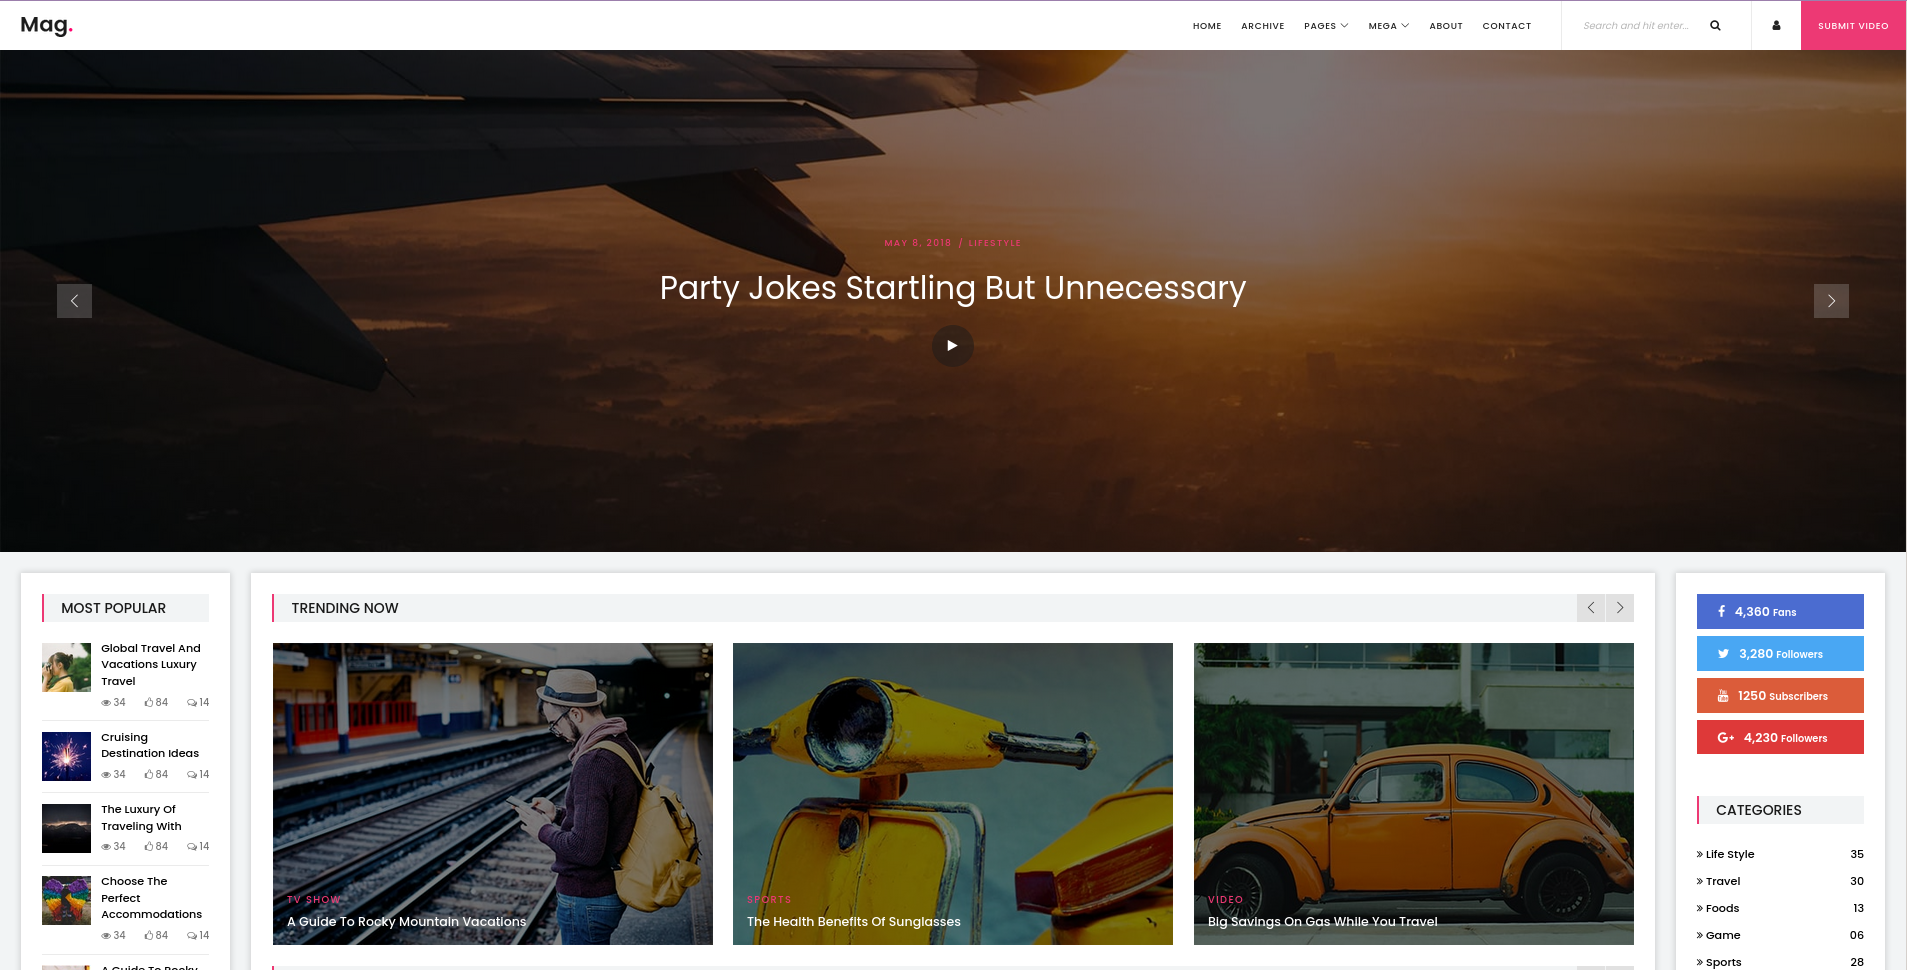 Mag.
HOME ARCHIVE PAGES MEGA ABOUT CONTACT
Search and hit enter...
SUBMIT VIDEO
MAY 8, 2018 / LIFESTYLE
Party Jokes Startling But Unnecessary
MOST POPULAR
Global Travel And
Vacations Luxury
Travel
34 84 14
Cruising
Destination Ideas
34 84 14
The Luxury Of
Traveling With
34 84 14
Choose The
Perfect
Accommodations
34 84 14
A Guide To Rocky
TRENDING NOW
TV SHOW
A Guide To Rocky Mountain Vacations
SPORTS
The Health Benefits Of Sunglasses
VIDEO
Big Savings On Gas While You Travel
4,360 Fans
3,280 Followers
1250 Subscribers
G+ 4,230 Followers
CATEGORIES
» Life Style 35
» Travel 30
» Foods 13
» Game 06
» Sports 28